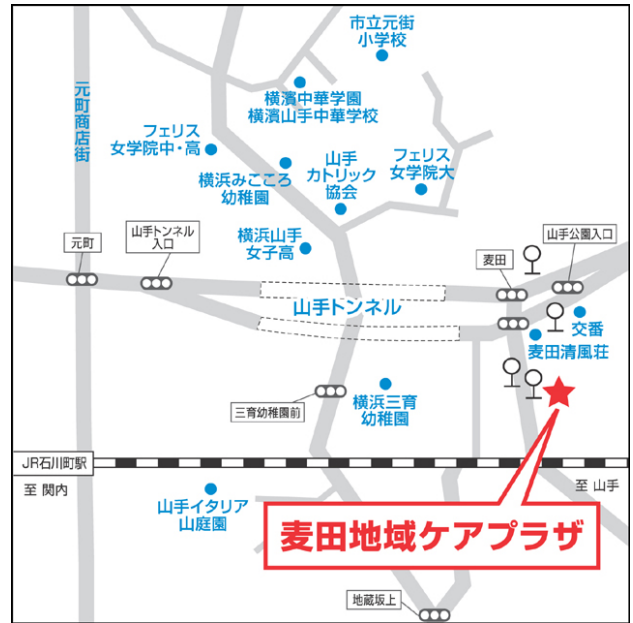 市立元街
小学校
横濱中華学園
横濱山手中華学校
元町商店街
フェリス
女学院中・高
横浜みこころ
幼稚園
山手
カトリック
協会
フェリス
女学院大
元町
山手トンネル
入口
横浜山手
女子高
麦田
山手公園入口
山手トンネル
交番
麦田清風荘
三育幼稚園前
横浜三育
幼稚園
JR石川町駅
至 関内
至 山手
山手イタリア
山庭園
麦田地域ケアプラザ
地蔵坂上